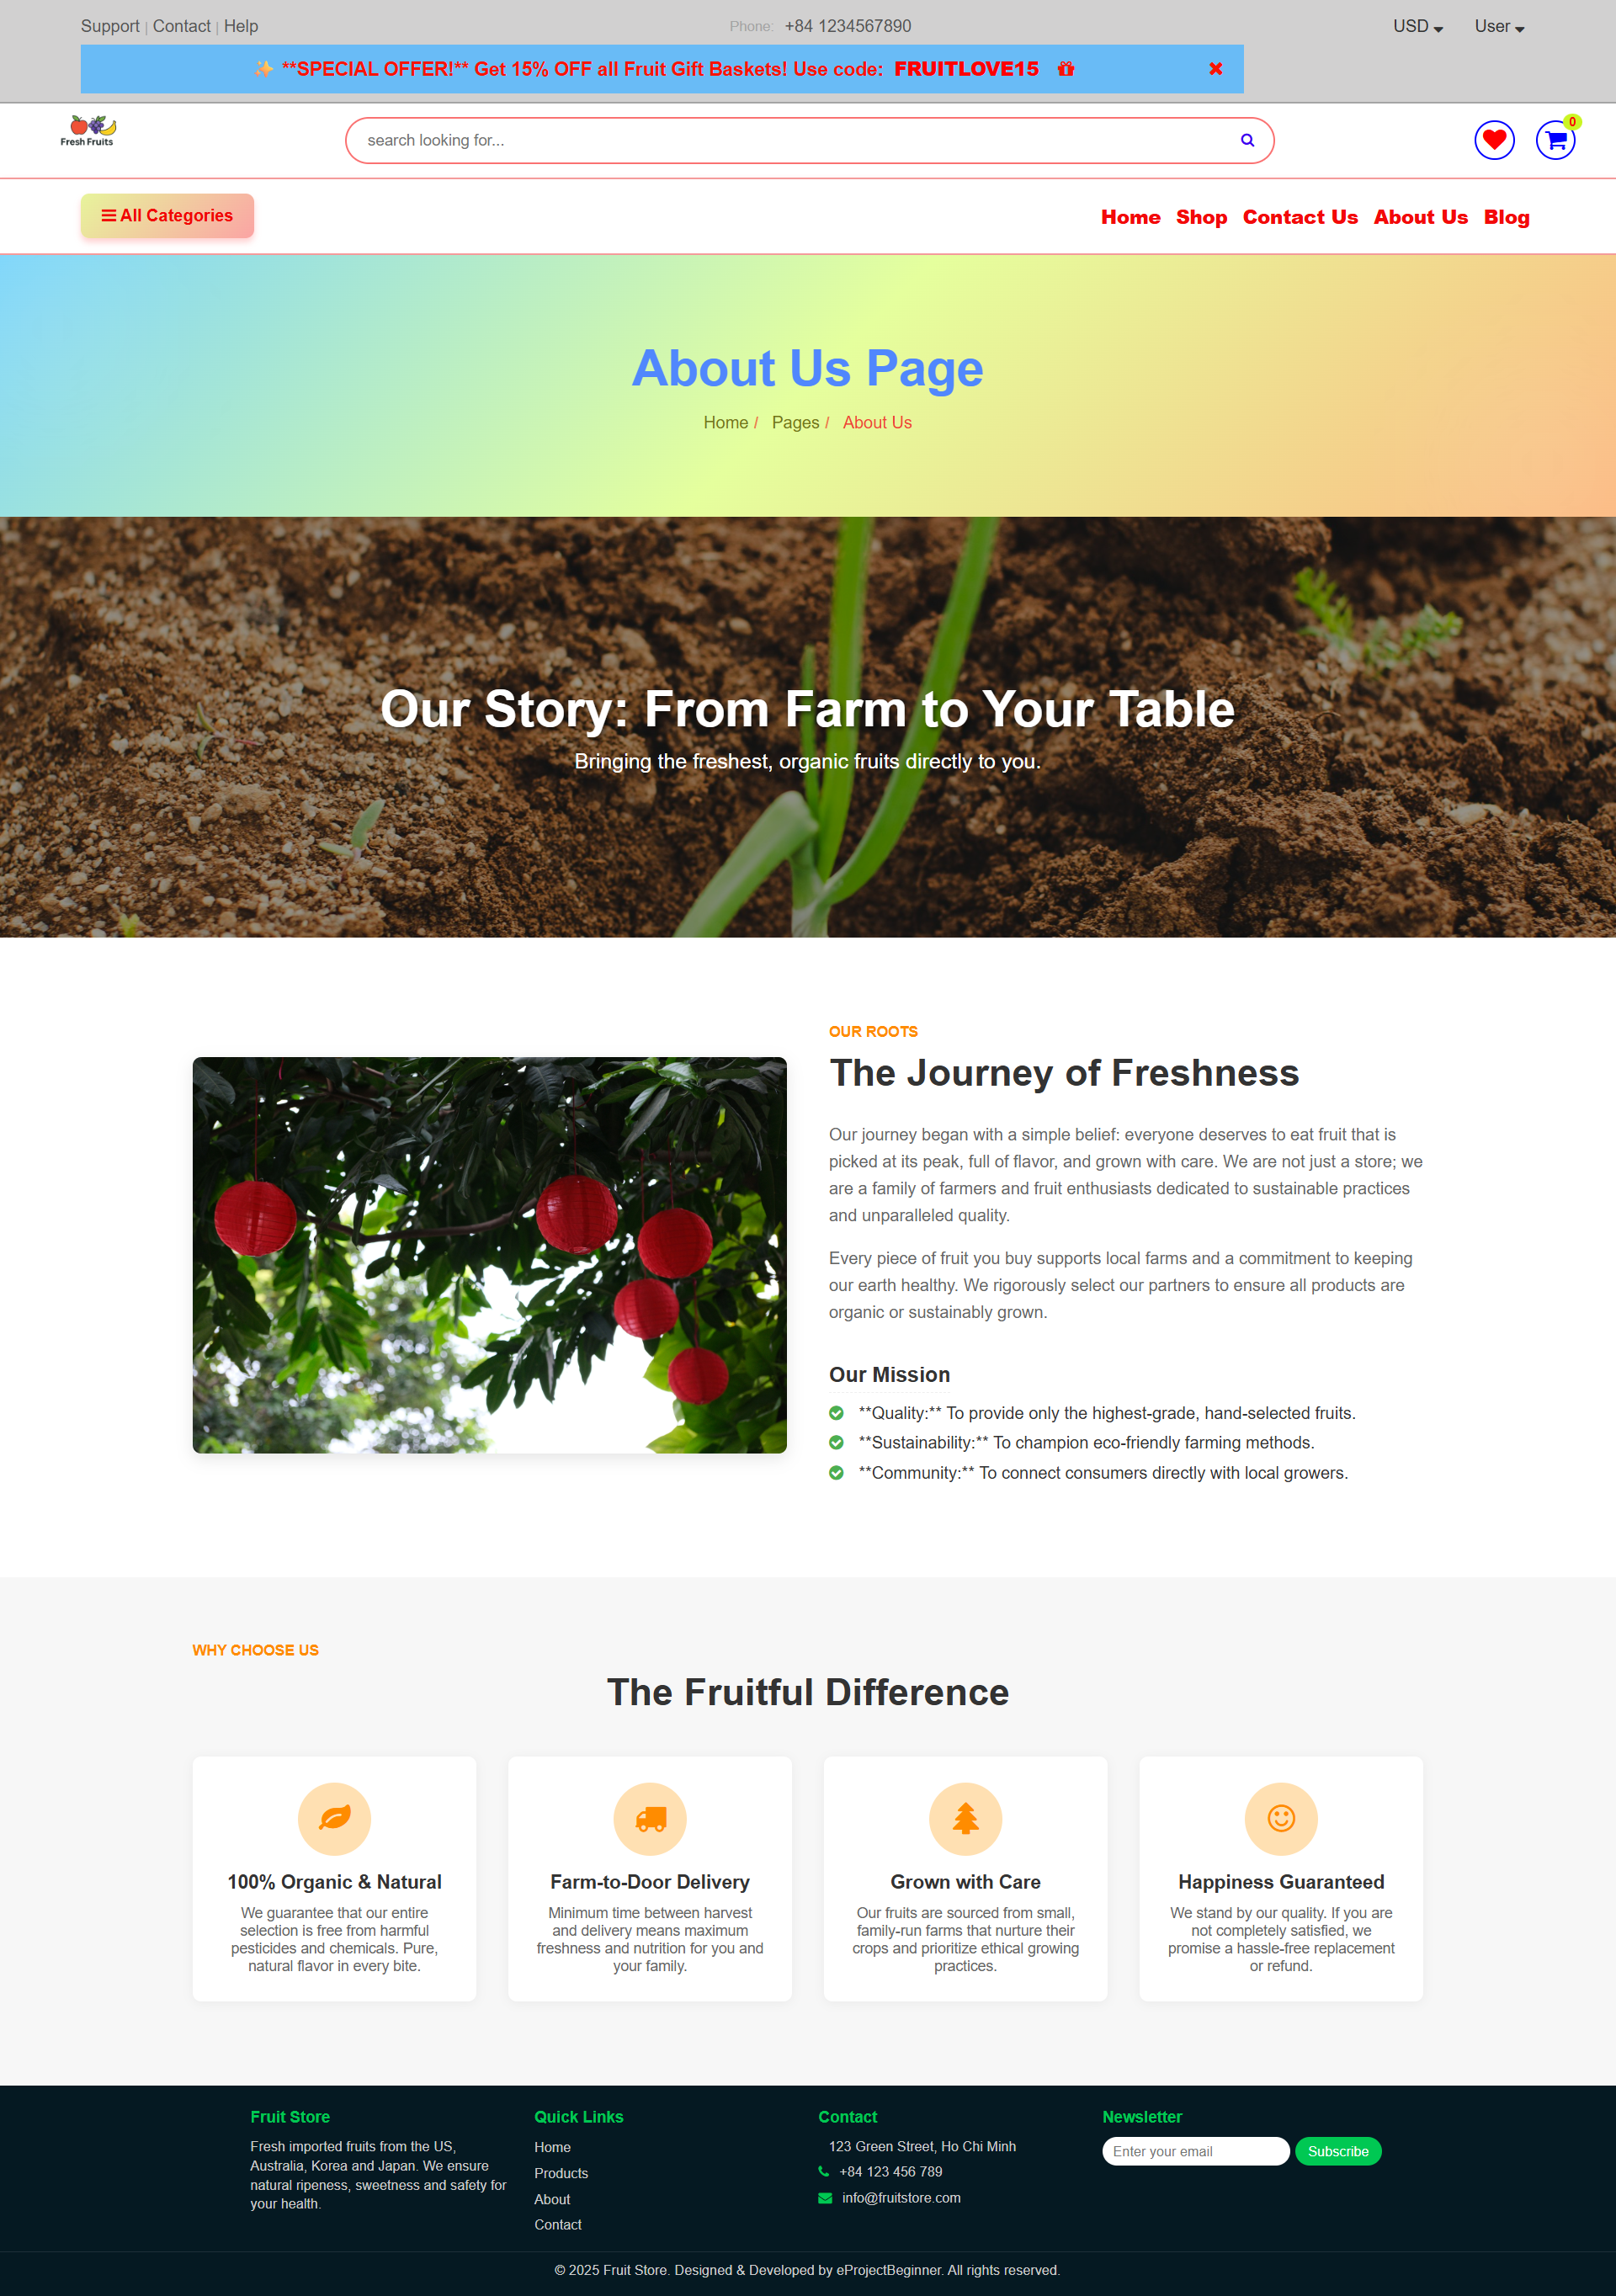 Support | Contact | Help
Phone: +84 1234567890
USD
User
✨ **SPECIAL OFFER!** Get 15% OFF all Fruit Gift Baskets! Use code: FRUITLOVE15
Fresh Fruits
search looking for...
0
All Categories
Home Shop Contact Us About Us Blog
About Us Page
Home / Pages / About Us
Our Story: From Farm to Your Table
Bringing the freshest, organic fruits directly to you.
OUR ROOTS
The Journey of Freshness
Our journey began with a simple belief: everyone deserves to eat fruit that is
picked at its peak, full of flavor, and grown with care. We are not just a store; we
are a family of farmers and fruit enthusiasts dedicated to sustainable practices
and unparalleled quality.
Every piece of fruit you buy supports local farms and a commitment to keeping
our earth healthy. We rigorously select our partners to ensure all products are
organic or sustainably grown.
Our Mission
**Quality:** To provide only the highest-grade, hand-selected fruits.
**Sustainability:** To champion eco-friendly farming methods.
**Community:** To connect consumers directly with local growers.
WHY CHOOSE US
The Fruitful Difference
100% Organic & Natural
We guarantee that our entire
selection is free from harmful
pesticides and chemicals. Pure,
natural flavor in every bite.
Farm-to-Door Delivery
Minimum time between harvest
and delivery means maximum
freshness and nutrition for you and
your family.
Grown with Care
Our fruits are sourced from small,
family-run farms that nurture their
crops and prioritize ethical growing
practices.
Happiness Guaranteed
We stand by our quality. If you are
not completely satisfied, we
promise a hassle-free replacement
or refund.
Fruit Store
Fresh imported fruits from the US,
Australia, Korea and Japan. We ensure
natural ripeness, sweetness and safety for
your health.
Quick Links
Home
Products
About
Contact
Contact
123 Green Street, Ho Chi Minh
+84 123 456 789
info@fruitstore.com
Newsletter
Enter your email
Subscribe
© 2025 Fruit Store. Designed & Developed by eProjectBeginner. All rights reserved.